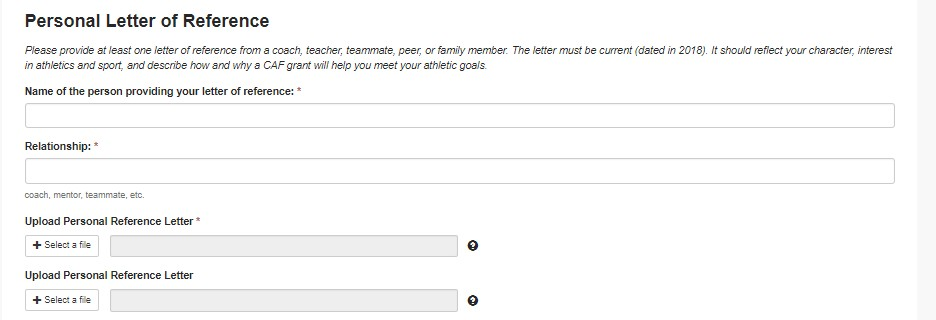 Personal Letter of Reference
Please provide at least one letter of reference from a coach, teacher, teammate, peer, or family member. The letter must be current (dated in 2018). It should reflect your character, interest
in athletics and sport, and describe how and why a CAF grant will help you meet your athletic goals.
Name of the person providing your letter of reference: *
Relationship: *
coach, mentor, teammate, etc.
Upload Personal Reference Letter *
+ Select a file ?
Upload Personal Reference Letter
+ Select a file ?